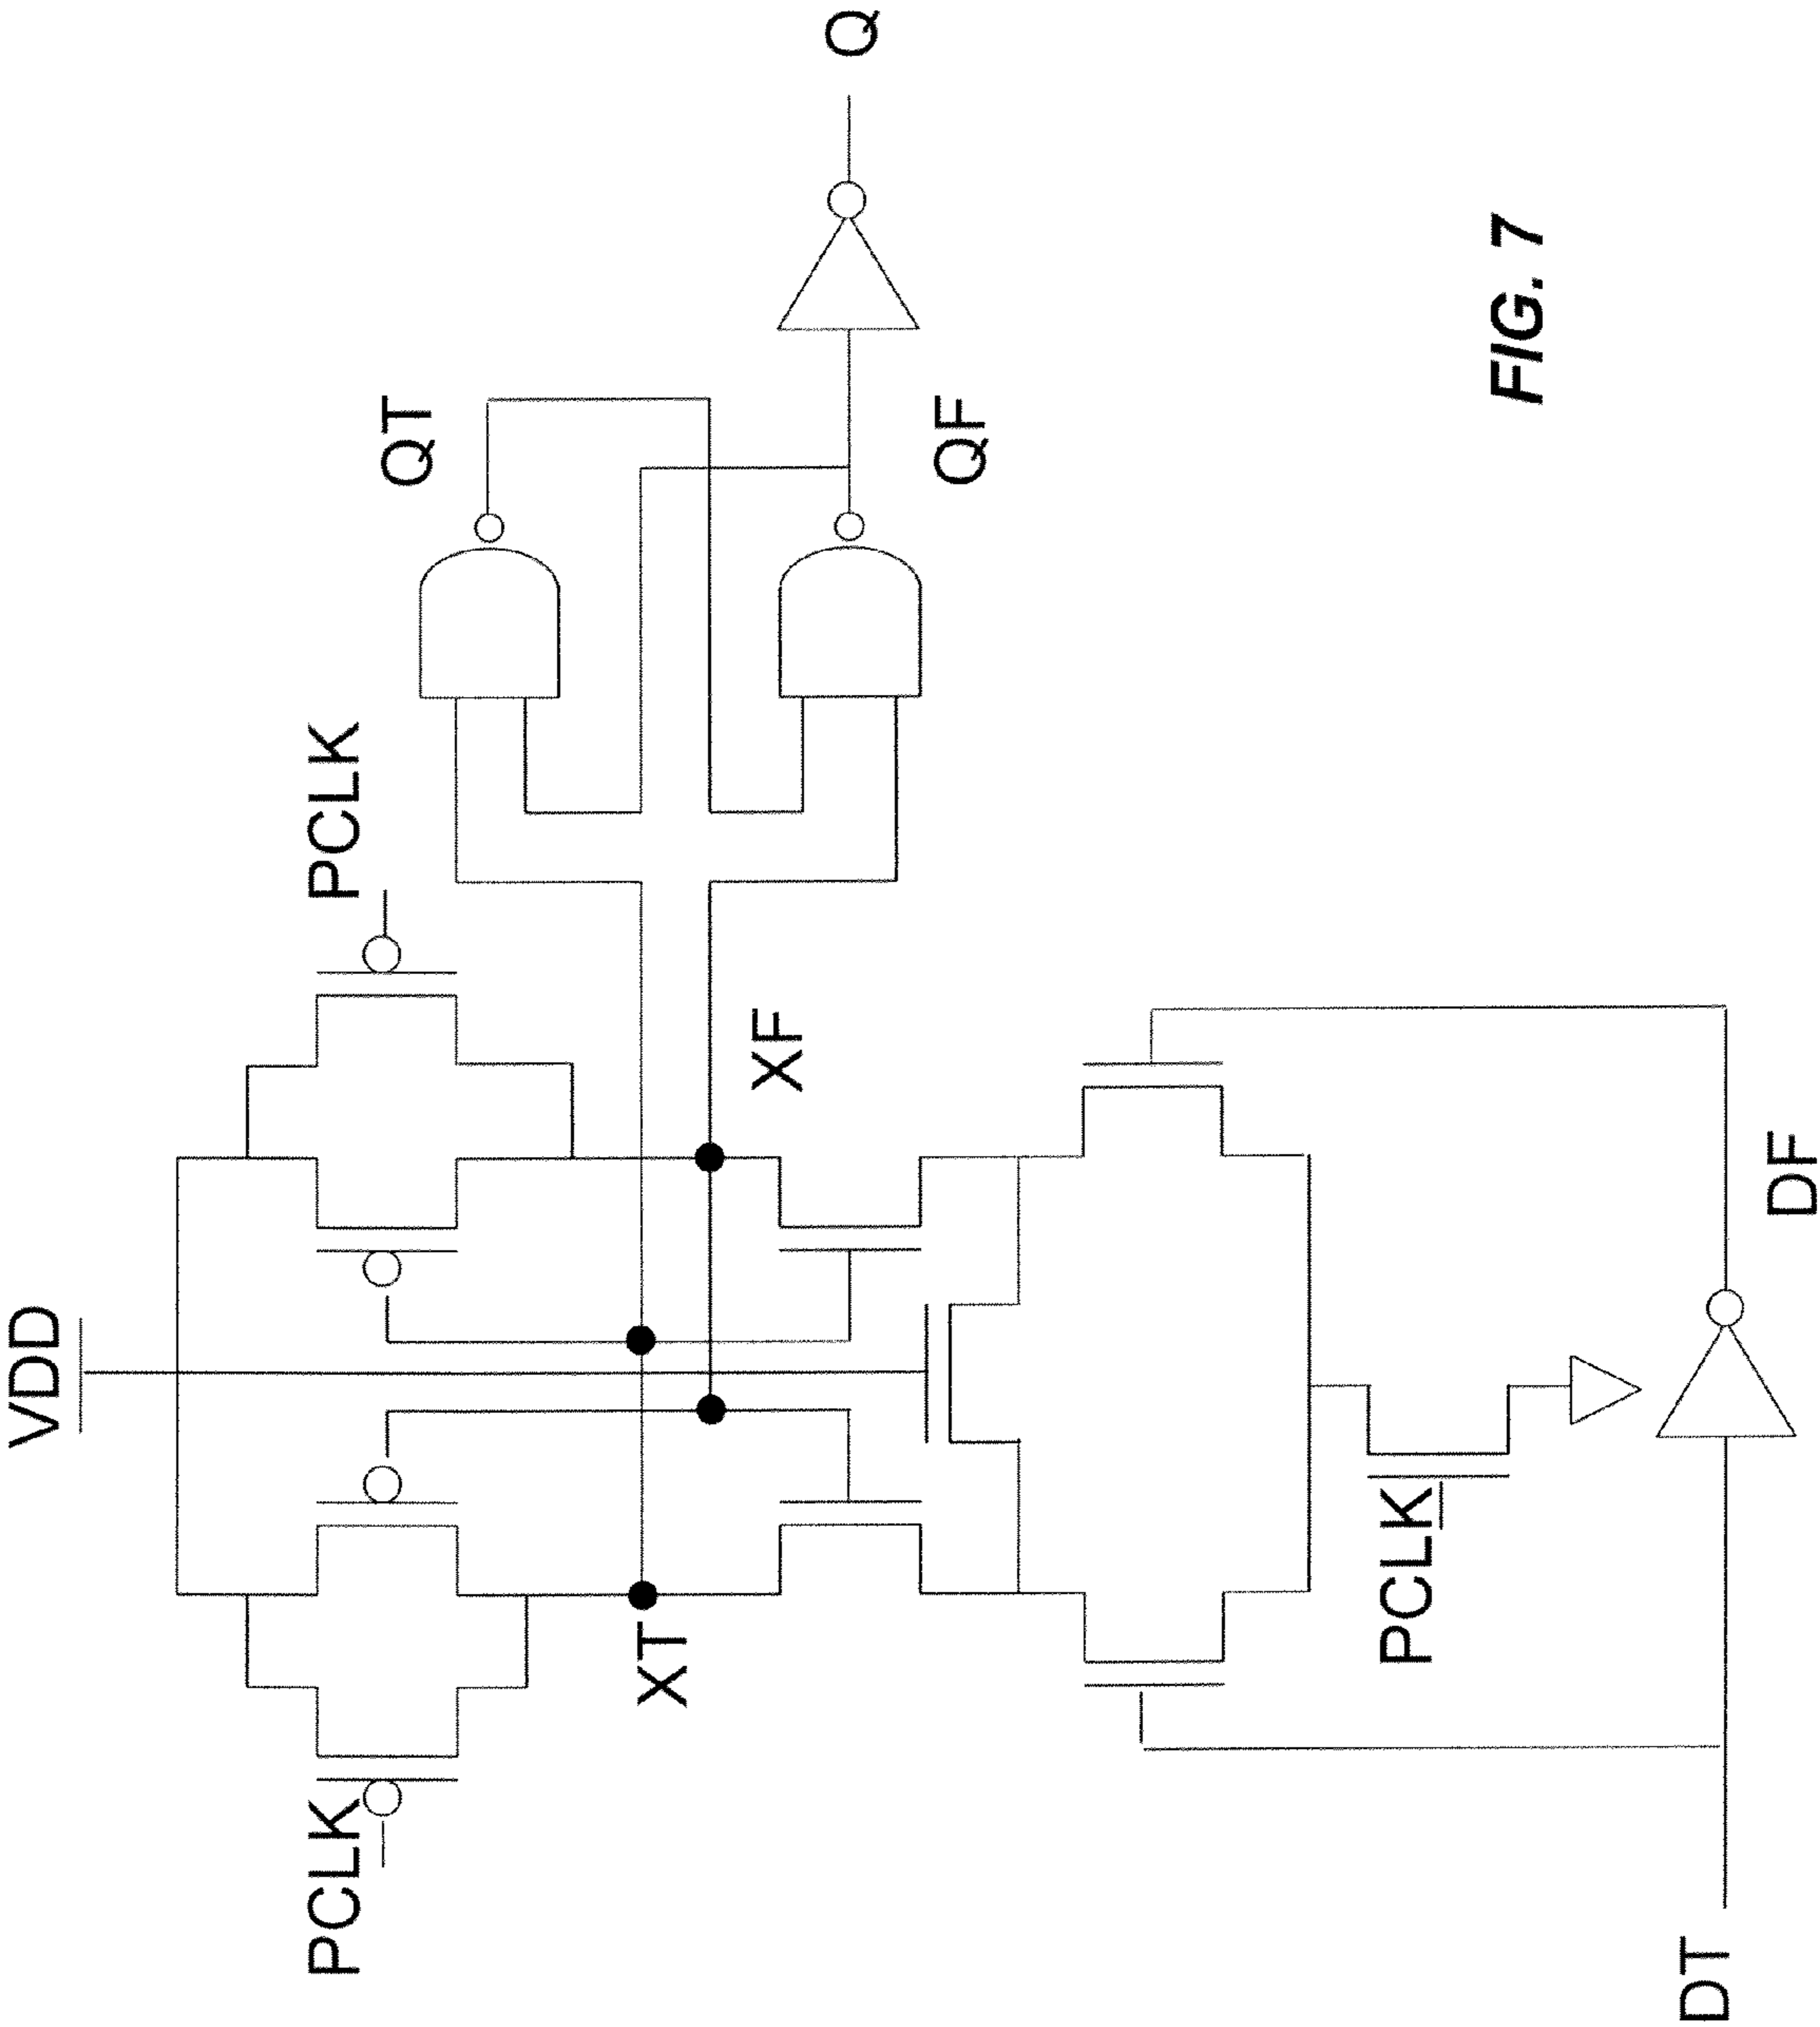 VDD
PCLK
PCLK
QT
Q
XT
XF
QF
PCLK
DT
DF
FIG. 7